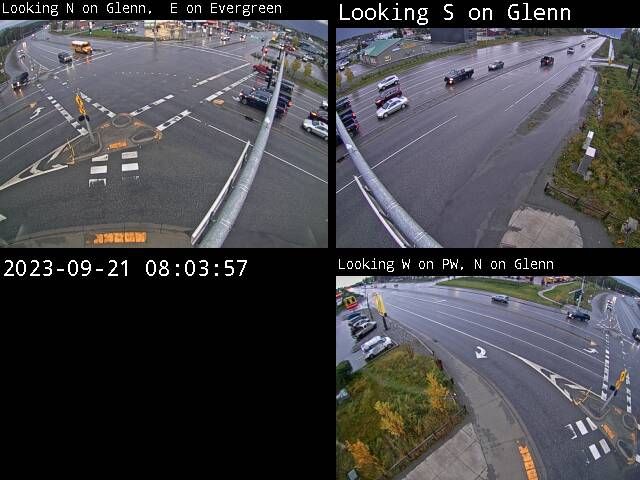 Looking N on Glenn, E on Evergreen
Looking S on Glenn
2023-09-21 08:03:57
Looking W on PW, N on Glenn